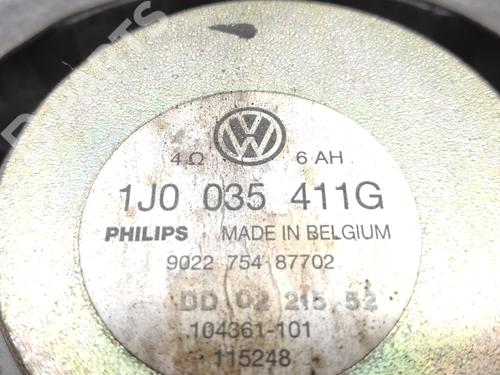 4Ω 6 AH
1J0 035 411G
PHILIPS MADE IN BELGIUM
9022 754 87702
DD 02 215 52
104361-101
115248